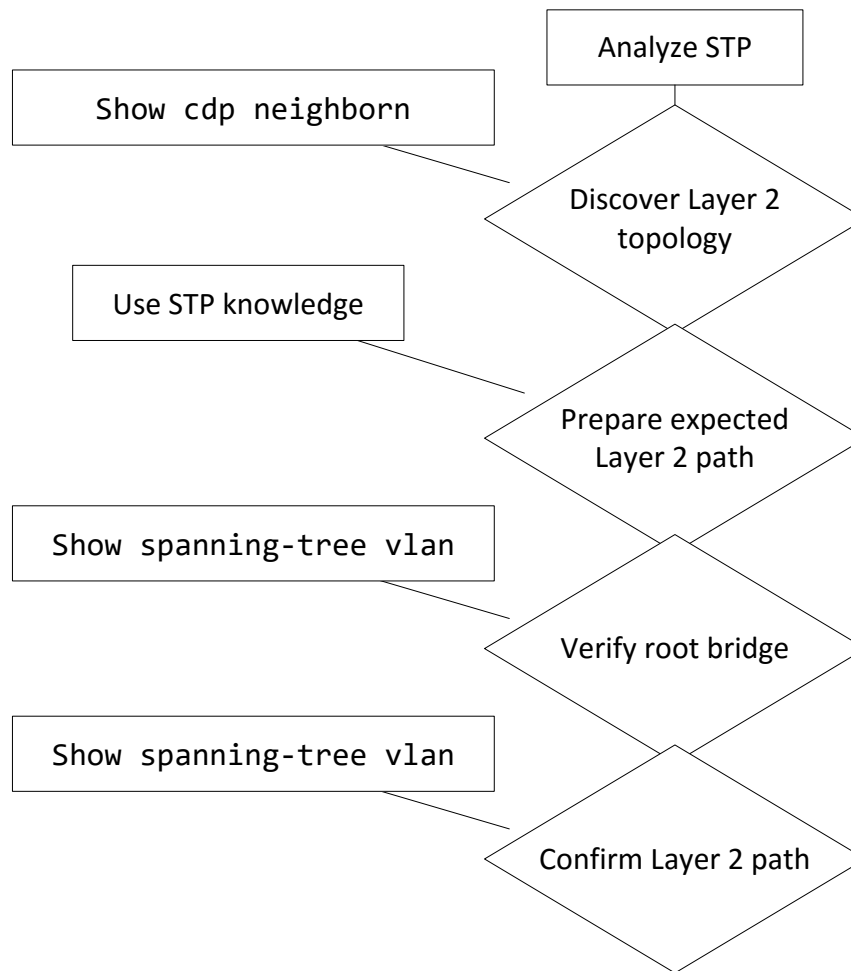 Analyze STP
Show cdp neighborn
Discover Layer 2
topology
Use STP knowledge
Prepare expected
Layer 2 path
Show spanning-tree vlan
Verify root bridge
Show spanning-tree vlan
Confirm Layer 2 path